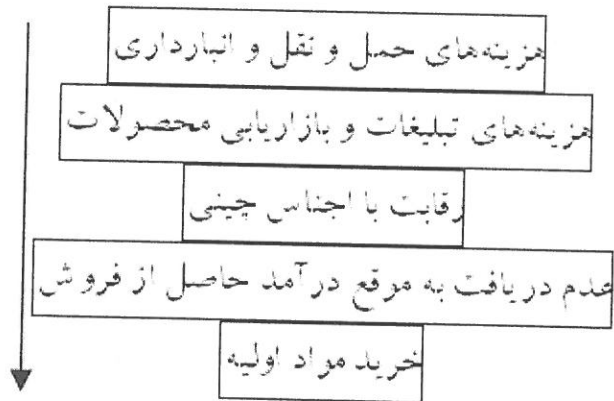 هزینه‌های حمل و نقل و انبارداری
هزینه‌های تبلیغات و بازاریابی محصولات
رقابت با اجناس چینی
عدم دریافت به موقع درآمد حاصل از فروش
خرید مواد اولیه